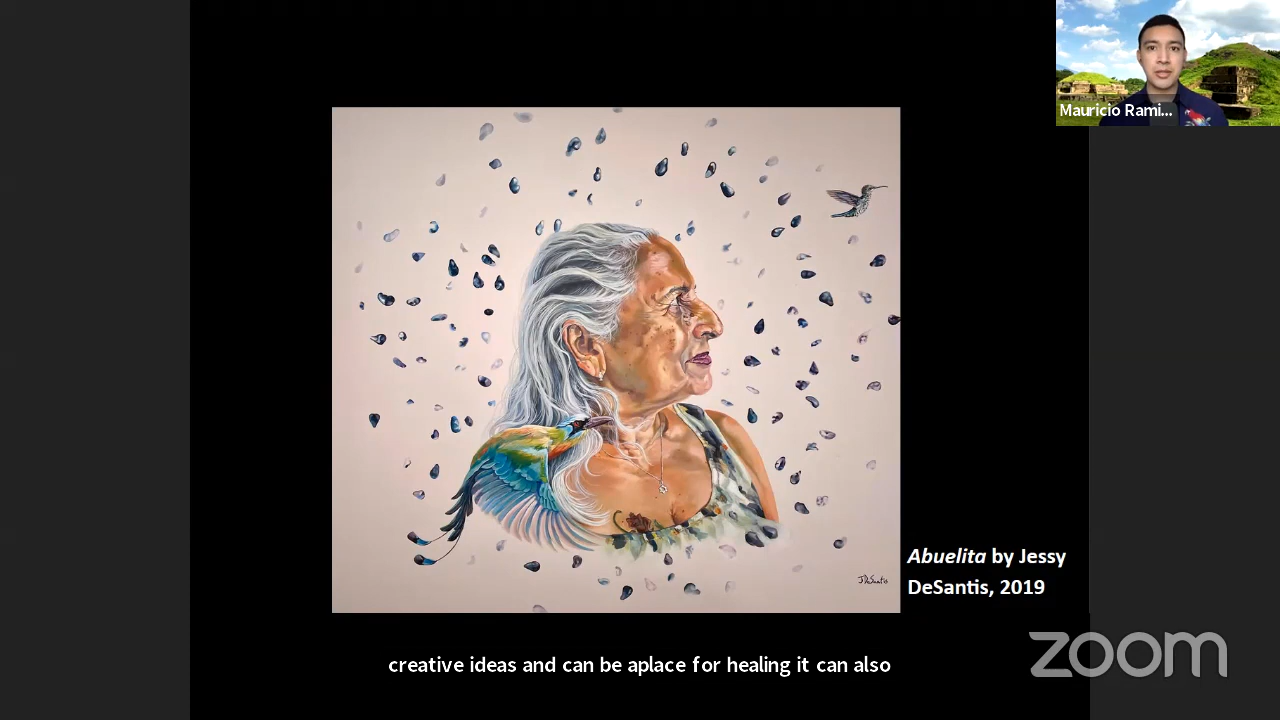 Mauricio Rami...
J DeSantis
Abuelita by Jessy
DeSantis, 2019
creative ideas and can be aplace for healing it can also
zoom